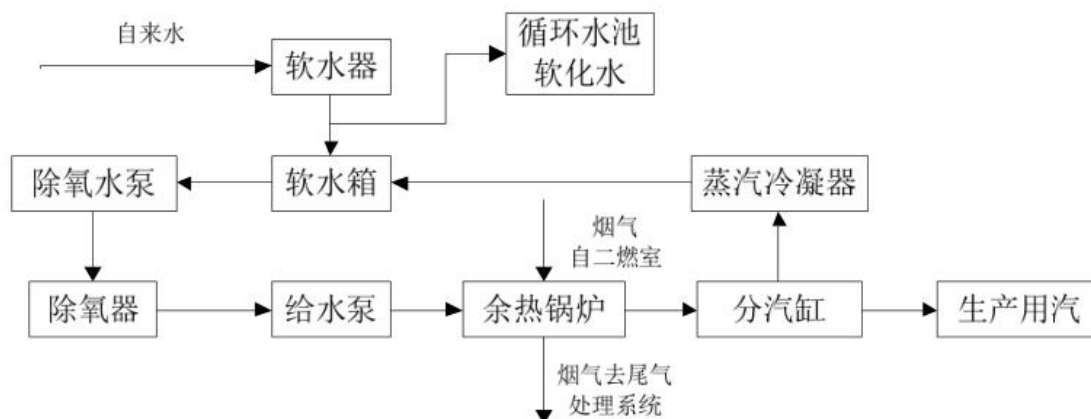 自来水
软水器
循环水池
软化水
除氧水泵
软水箱
蒸汽冷凝器
烟气
自二燃室
除氧器
给水泵
余热锅炉
分汽缸
生产用汽
烟气去尾气
处理系统